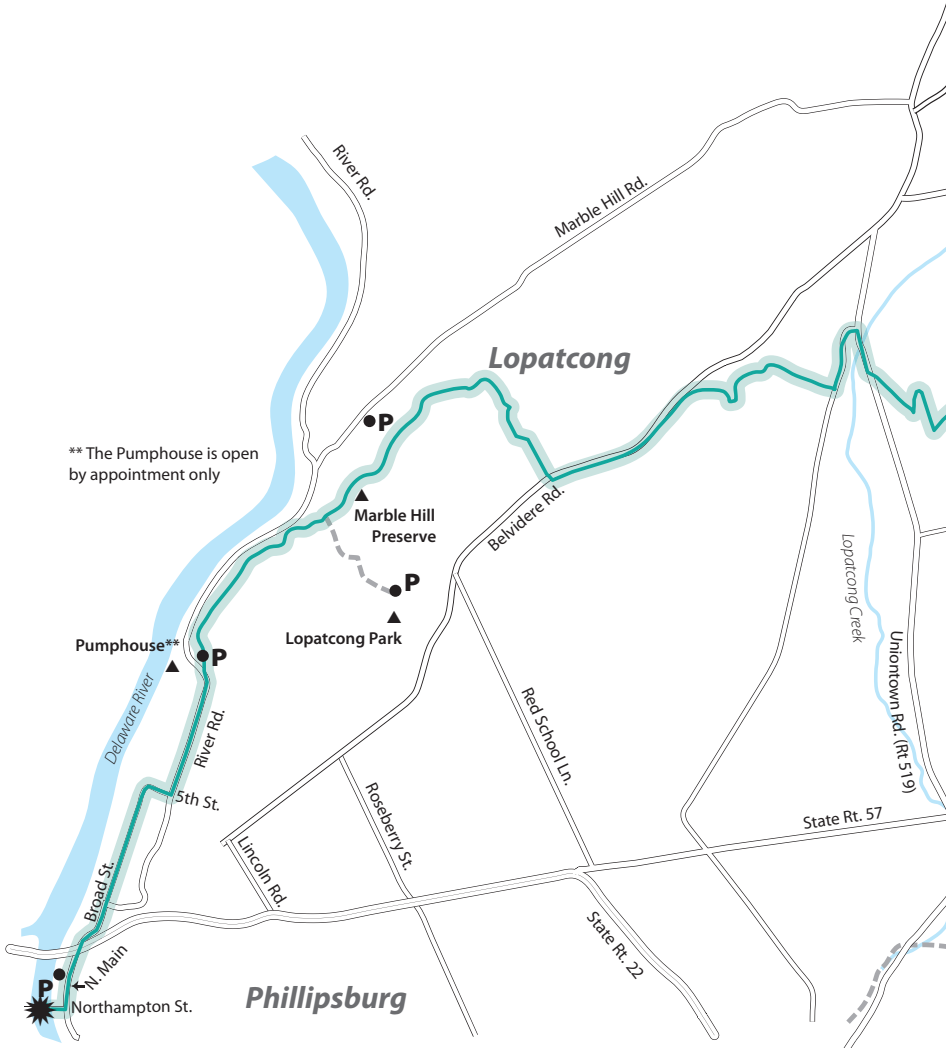 River Rd.
Marble Hill Rd.
Lopatcong
P
** The Pumphouse is open
by appointment only
Marble Hill
Preserve
Belvidere Rd.
P
Lopatcong Creek
Lopatcong Park
Pumphouse**
P
Uniontown Rd. (Rt 519)
Delaware River
Red School Ln.
River Rd.
5th St.
Roseberry St.
State Rt. 57
Lincoln Rd.
Broad St.
State Rt. 22
N. Main
P
Northampton St.
Phillipsburg